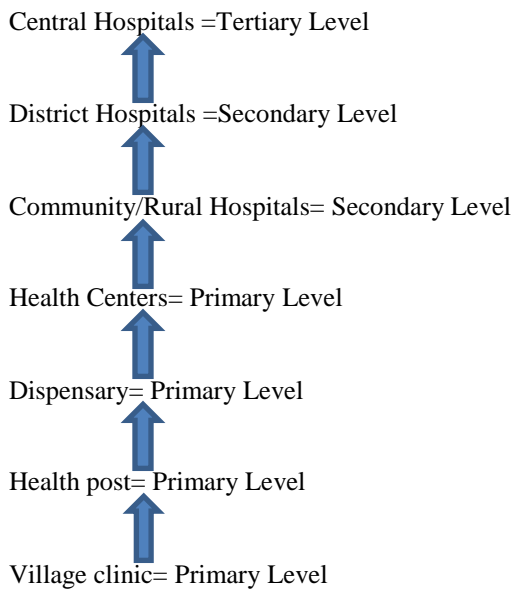 Central Hospitals =Tertiary Level
District Hospitals =Secondary Level
Community/Rural Hospitals= Secondary Level
Health Centers= Primary Level
Dispensary= Primary Level
Health post= Primary Level
Village clinic= Primary Level